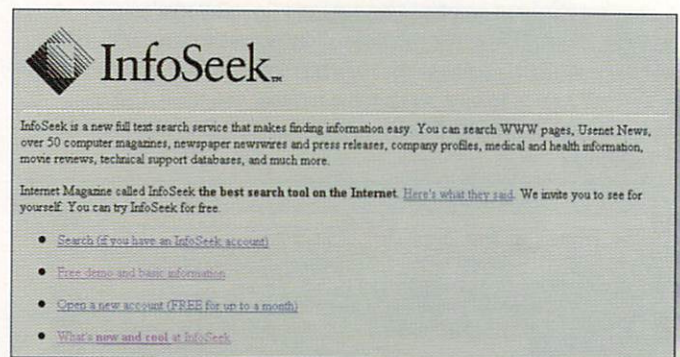 InfoSeek™
InfoSeek is a new full text search service that makes finding information easy. You can search WWW pages, Usenet News,
over 50 computer magazines, newspaper newswires and press releases, company profiles, medical and health information,
movie reviews, technical support databases, and much more.
Internet Magazine called InfoSeek the best search tool on the Internet. Here's what they said. We invite you to see for
yourself. You can try InfoSeek for free.
• Search (if you have an InfoSeek account)
• Free demo and basic information
• Open a new account (FREE for up to a month)
• What's new and cool at InfoSeek